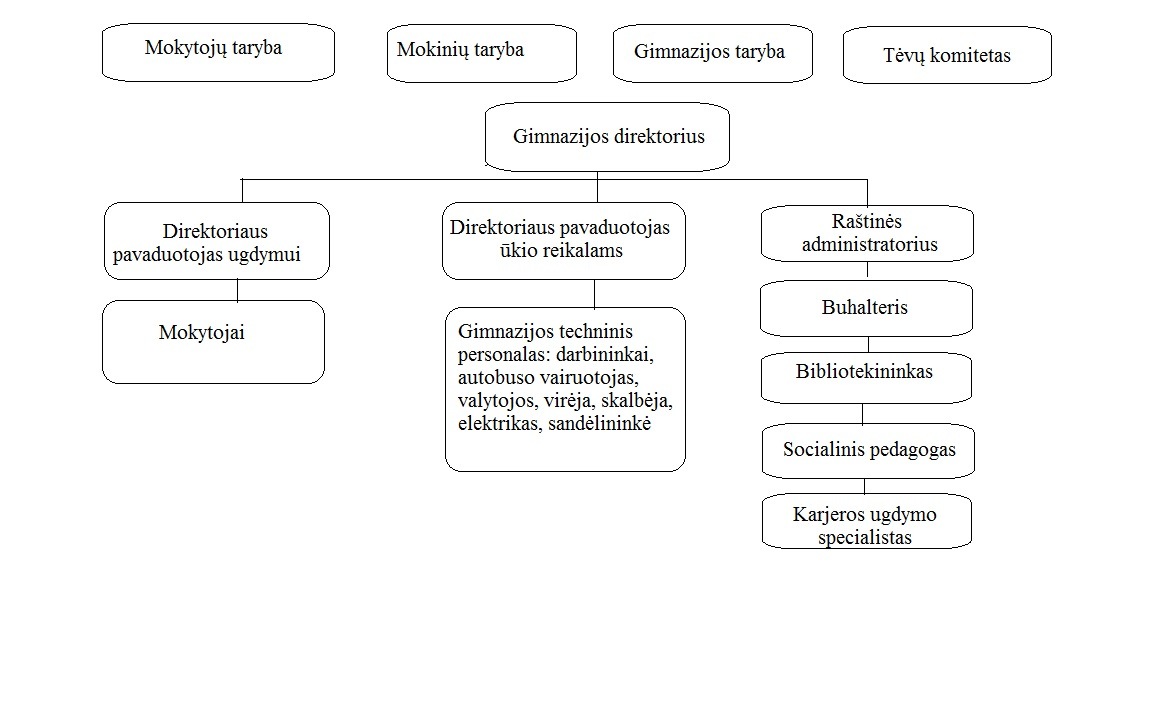 Mokytojų taryba
Mokinių taryba
Gimnazijos taryba
Tėvų komitetas
Gimnazijos direktorius
Direktoriaus
pavaduotojas ugdymui
Mokytojai
Direktoriaus pavaduotojas
ūkio reikalams
Gimnazijos techninis
personalas: darbininkai,
autobuso vairuotojas,
valytojos, virėja, skalbėja,
elektrikas, sandėlininkė
Raštinės
administratorius
Buhalteris
Bibliotekininkas
Socialinis pedagogas
Karjeros ugdymo
specialistas